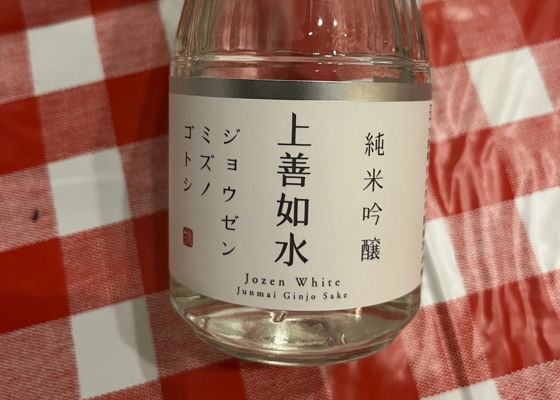 純米吟醸
上善如水
ジョウゼン
ミズノ
ゴトシ
Jozen White
Junmai Ginjo Sake